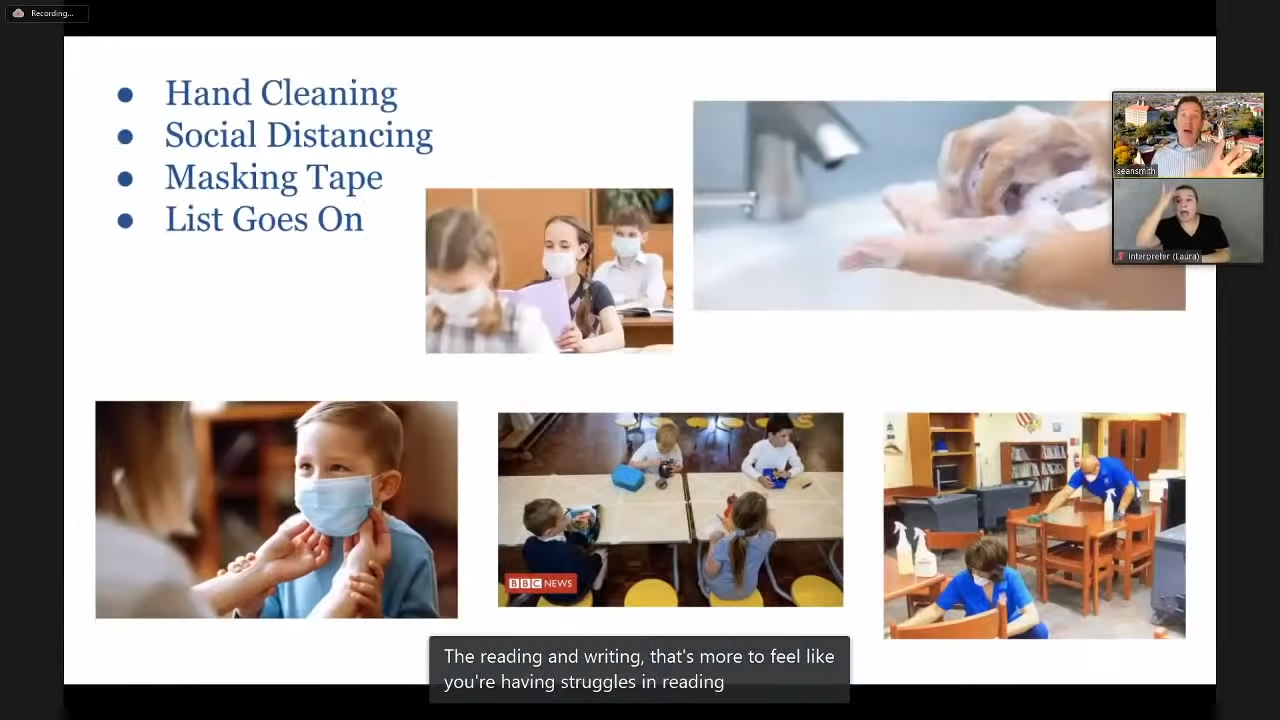 Recording...
Hand Cleaning
Social Distancing
Masking Tape
List Goes On
seansmith
Interpreter (Laura)
BBC NEWS
The reading and writing, that's more to feel like
you're having struggles in reading